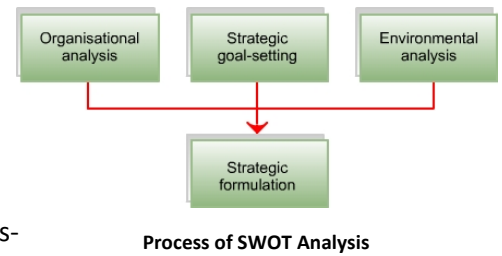 Organisational
analysis
Strategic
goal-setting
Environmental
analysis
Strategic
formulation
s-
Process of SWOT Analysis